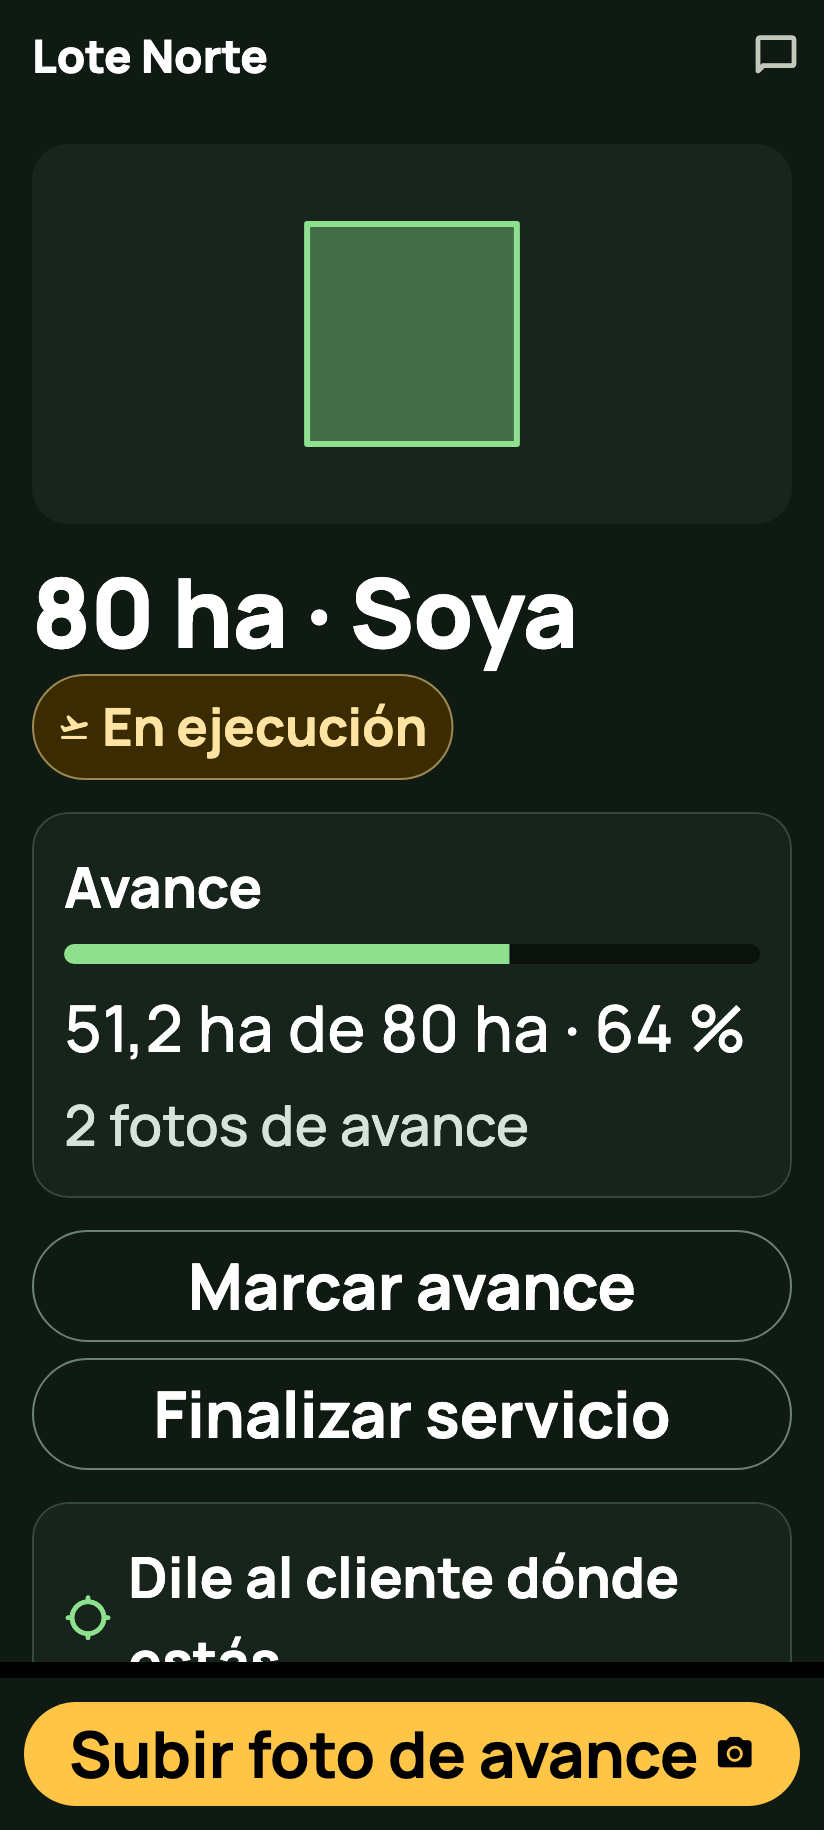 Lote Norte
80 ha · Soya
En ejecución
Avance
51,2 ha de 80 ha · 64 %
2 fotos de avance
Marcar avance
Finalizar servicio
Dile al cliente dónde
estás
Subir foto de avance